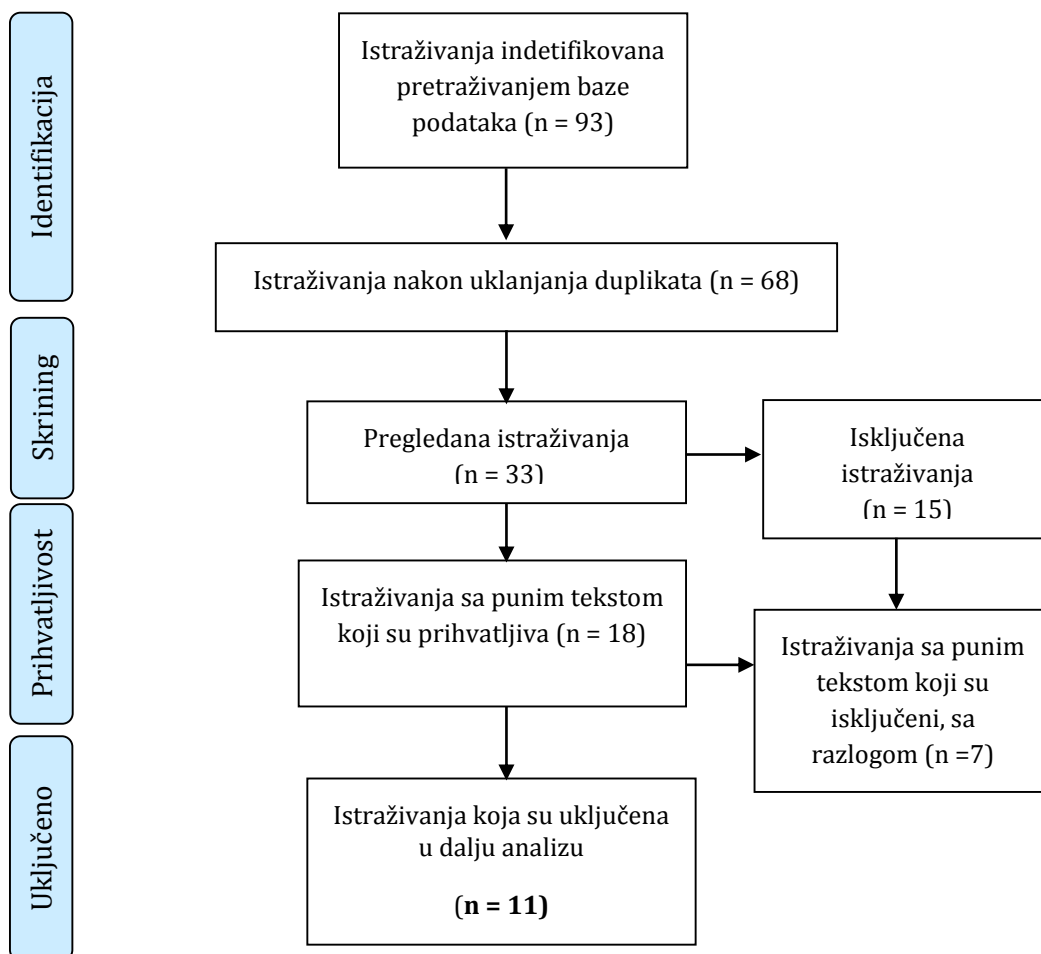 Identifikacija
Istraživanja indetifikovana
pretraživanjem baze
podataka (n = 93)
Istraživanja nakon uklanjanja duplikata (n = 68)
Skrining
Pregledana istraživanja
(n = 33)
Isključena
istraživanja
(n = 15)
Prihvatljivost
Istraživanja sa punim tekstom
koji su prihvatljiva (n = 18)
Istraživanja sa punim
tekstom koji su
isključeni, sa
razlogom (n =7)
Uključeno
Istraživanja koja su uključena
u dalju analizu
(n = 11)